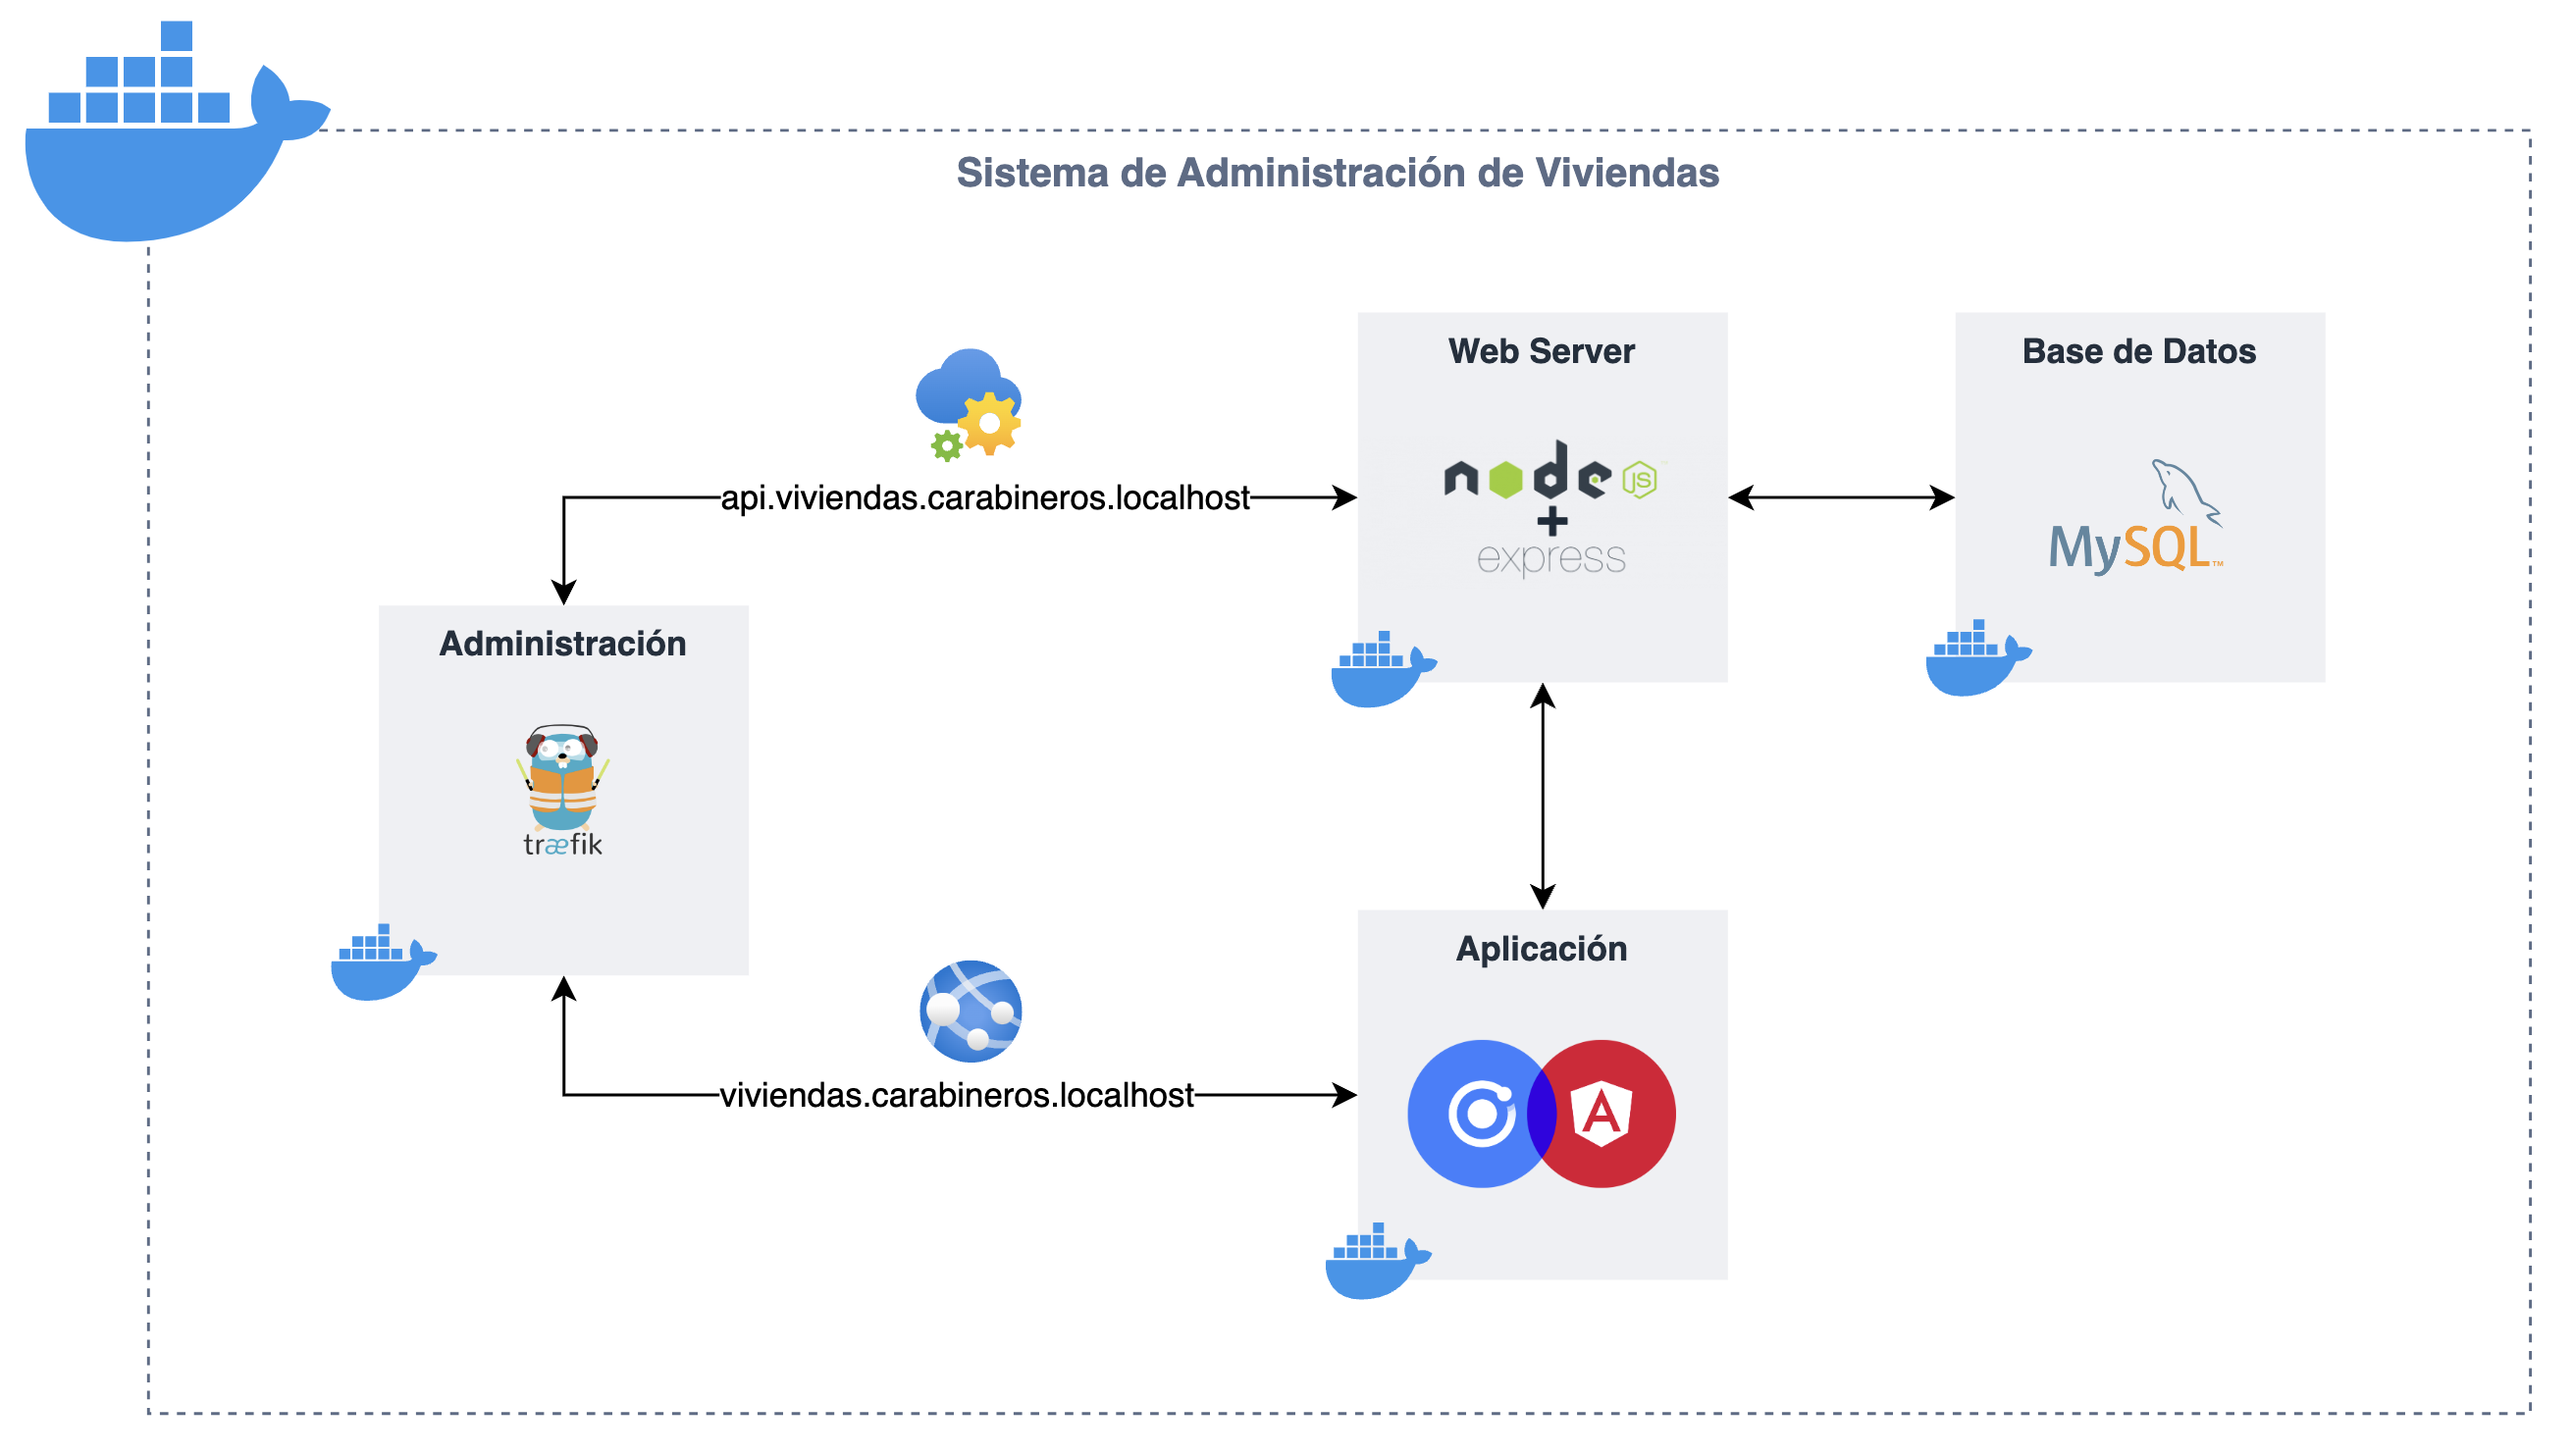 Sistema de Administración de Viviendas
Web Server
Base de Datos
node
JS
+
express
MySQL™
api.viviendas.carabineros.localhost
Administración
træfik
Aplicación
viviendas.carabineros.localhost
A